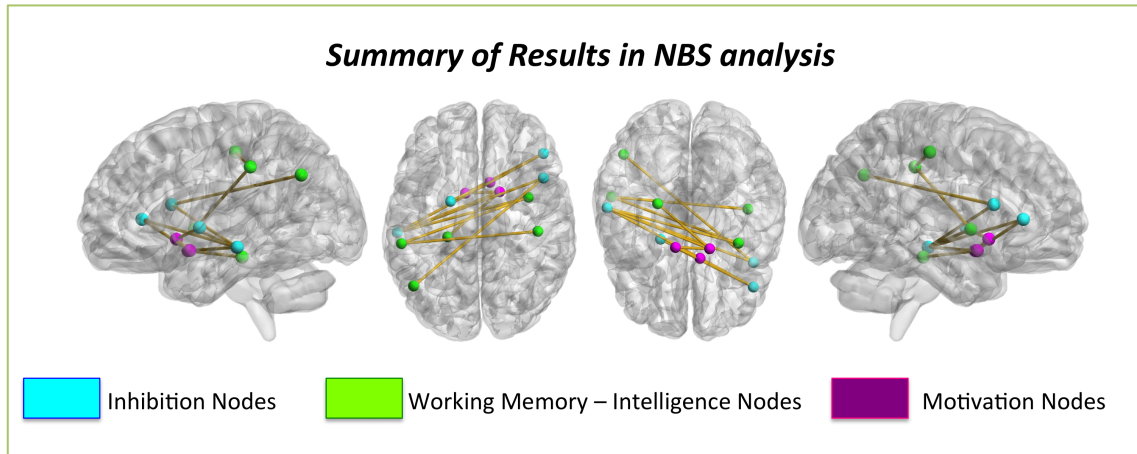 Summary of Results in NBS analysis
Inhibition Nodes
Working Memory – Intelligence Nodes
Motivation Nodes